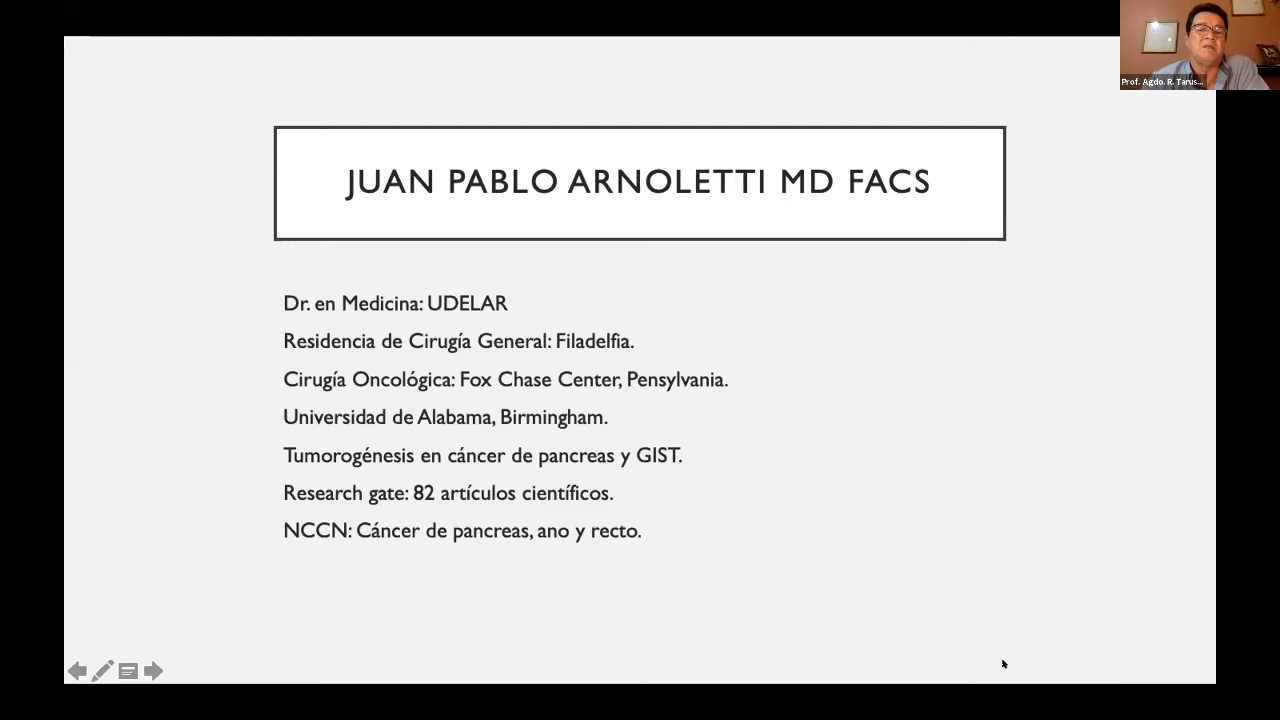 Prof. Agdo. R. Tarus...
JUAN PABLO ARNOLETTI MD FACS
Dr. en Medicina: UDELAR
Residencia de Cirugía General: Filadelfia.
Cirugía Oncológica: Fox Chase Center, Pensylvania.
Universidad de Alabama, Birmingham.
Tumorogénesis en cáncer de pancreas y GIST.
Research gate: 82 artículos científicos.
NCCN: Cáncer de pancreas, ano y recto.